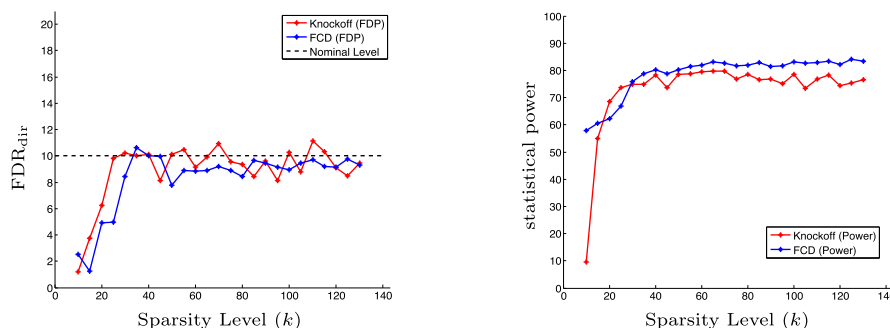 Knockoff (FDP)
FCD (FDP)
Nominal Level
20
18
16
14
12
10
8
6
4
2
0
FDR_dir
0 20 40 60 80 100 120 140
Sparsity Level (k)
100
90
80
70
60
50
40
30
20
10
0
statistical power
Knockoff (Power)
FCD (Power)
0 20 40 60 80 100 120 140
Sparsity Level (k)